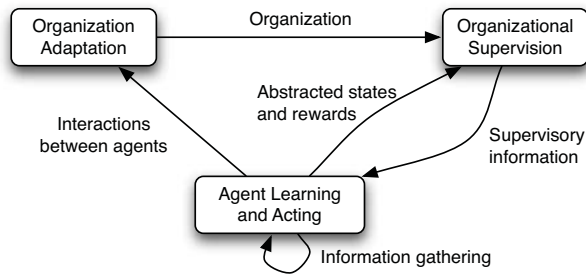 Organization
Adaptation
Organization
Organizational
Supervision
Abstracted states
and rewards
Interactions
between agents
Supervisory
information
Agent Learning
and Acting
Information gathering